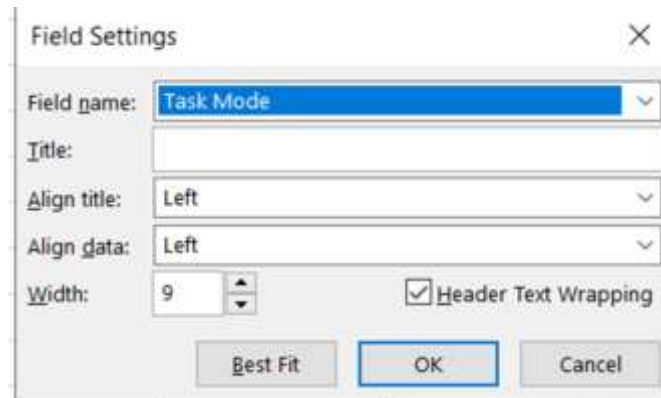 Field Settings
Field name: Task Mode
Title:
Align title: Left
Align data: Left
Width: 9 Header Text Wrapping
Best Fit OK Cancel